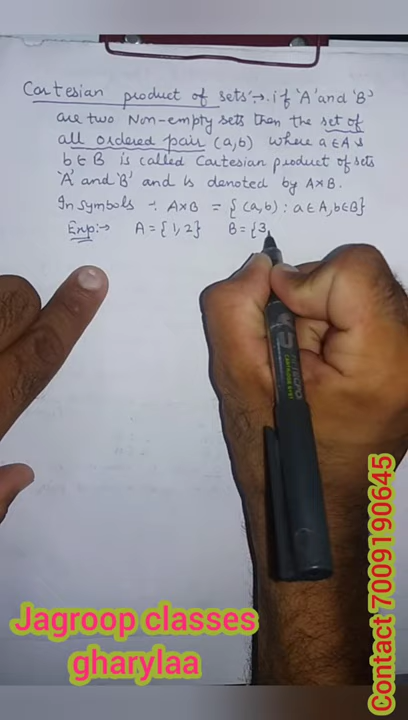 Cartesian product of sets :→ if 'A' and 'B'
are two Non-empty sets then the set of
all ordered pair (a,b) where a ∈ A &
b ∈ B is called Cartesian product of sets
'A' and 'B' and is denoted by A×B.
In symbols :- A×B = {(a,b) : a ∈ A, b ∈ B}
Exp:→ A = {1,2} B = {3
Jagroop classes
gharylaa
Contact 7009190645